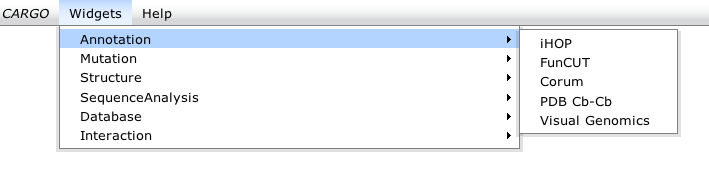 CARGO Widgets Help
Annotation
Mutation
Structure
SequenceAnalysis
Database
Interaction
iHOP
FunCUT
Corum
PDB Cb-Cb
Visual Genomics